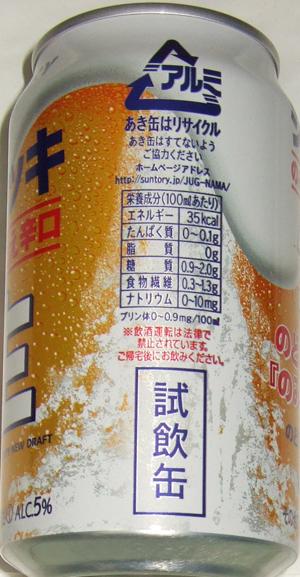 アルミ
あき缶はリサイクル
あき缶はすてないよう
ご協力ください
ホームページアドレス
http://suntory.jp/JUG-NAMA/
栄養成分(100mlあたり)
エネルギー 35kcal
たんぱく質 0~0.1g
脂質 0g
糖質 0.9~2.0g
食物繊維 0.3~1.3g
ナトリウム 0~10mg
プリン体0~0.9mg/100ml
※飲酒運転は法律で
禁止されています。
ご帰宅後にお飲みください。
試飲缶
ッキ
辛口
NEW DRAFT
ALC.5%
の
『の